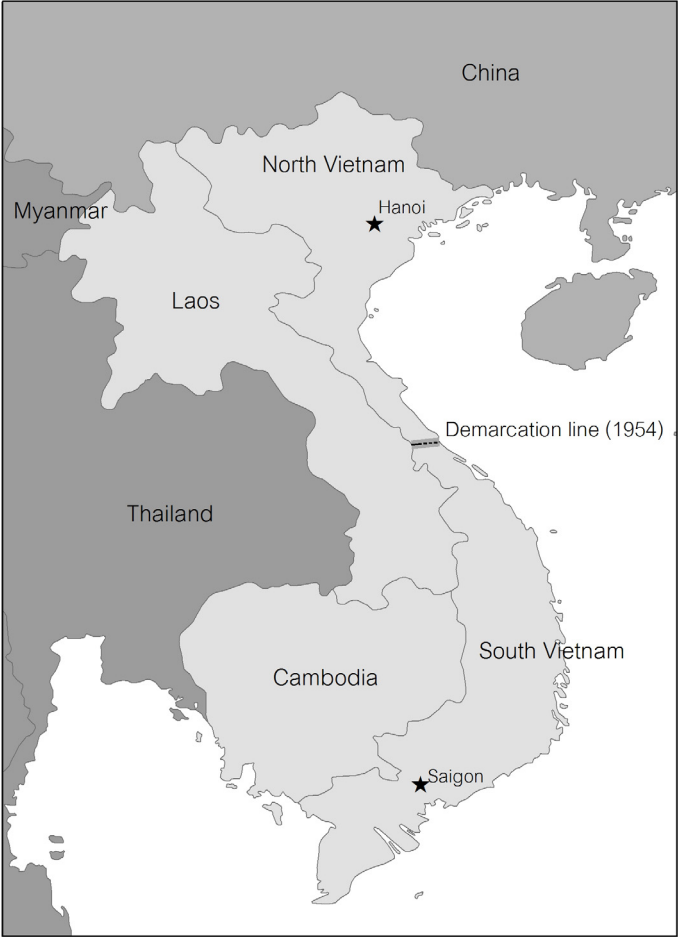 China
North Vietnam
Hanoi
Myanmar
Laos
Demarcation line (1954)
Thailand
South Vietnam
Cambodia
Saigon